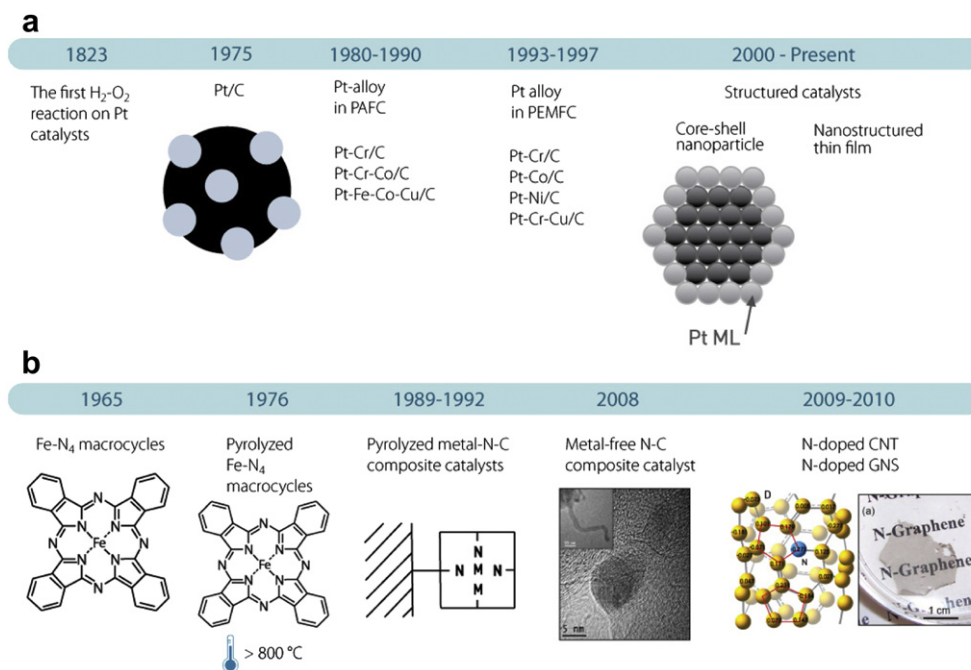 a
1823 1975 1980-1990 1993-1997 2000 - Present
The first H₂-O₂
reaction on Pt
catalysts
Pt/C
Pt-alloy
in PAFC
Pt-Cr/C
Pt-Cr-Co/C
Pt-Fe-Co-Cu/C
Pt alloy
in PEMFC
Pt-Cr/C
Pt-Co/C
Pt-Ni/C
Pt-Cr-Cu/C
Structured catalysts
Core-shell
nanoparticle
Nanostructured
thin film
Pt ML
b
1965 1976 1989-1992 2008 2009-2010
Fe-N₄ macrocycles
N
N N
N Fe N
N N
N
Pyrolyzed
Fe-N₄
macrocycles
N
N N
N Fe N
N N
N
> 800 °C
Pyrolyzed metal-N-C
composite catalysts
N
N M N
M
Metal-free N-C
composite catalyst
5 nm
N-doped CNT
N-doped GNS
D
N
(a)
N-Graphene
N-Graphene
1 cm